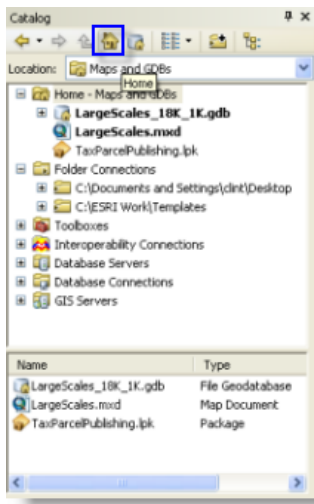 Catalog
Location: Maps and GDBs
Home
Home - Maps and GDBs
LargeScales_18K_1K.gdb
LargeScales.mxd
TaxParcelPublishing.lpk
Folder Connections
C:\Documents and Settings\clint\Desktop
C:\ESRI Work\Templates
Toolboxes
Interoperability Connections
Database Servers
Database Connections
GIS Servers
Name Type
LargeScales_18K_1K.gdb File Geodatabase
LargeScales.mxd Map Document
TaxParcelPublishing.lpk Package